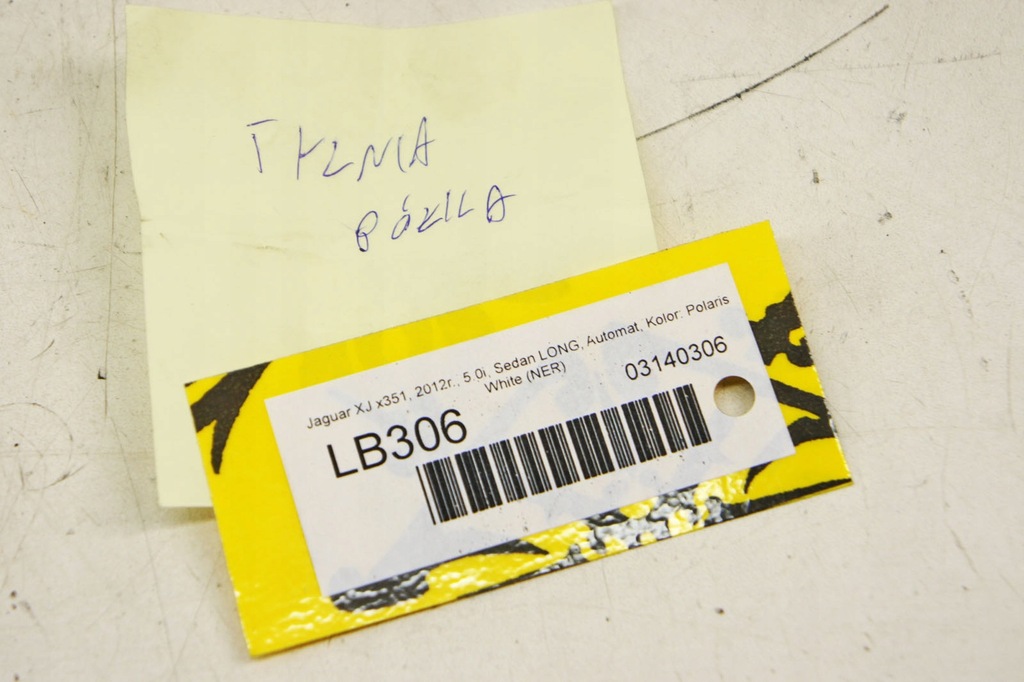 TYLNIA
PÓŁKA
Jaguar XJ x351, 2012r., 5.0i, Sedan LONG, Automat, Kolor: Polaris
White (NER)
LB306
03140306